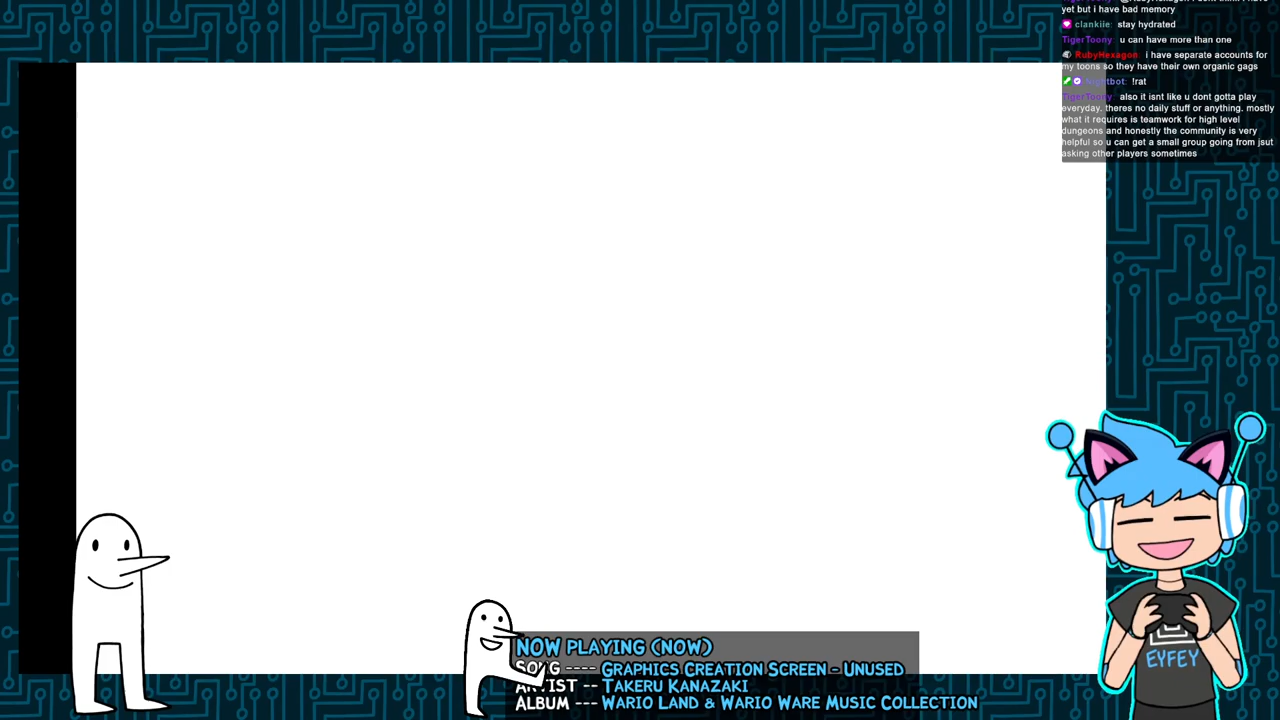 yet but i have bad memory
clankiie: stay hydrated
TigerToony u can have more than one
RubyHexagon: i have separate accounts for
my toons so they have their own organic gags
!rat
TigerToony also it isnt like u dont gotta play
everyday. theres no daily stuff or anything. mostly
what it requires is teamwork for high level
dungeons and honestly the community is very
helpful so u can get a small group going from jsut
asking other players sometimes
NOW PLAYING (NOW)
SONG ---- GRAPHICS CREATION SCREEN - UNUSED
ARTIST -- TAKERU KANAZAKI
ALBUM --- WARIO LAND & WARIO WARE MUSIC COLLECTION
EYFEY